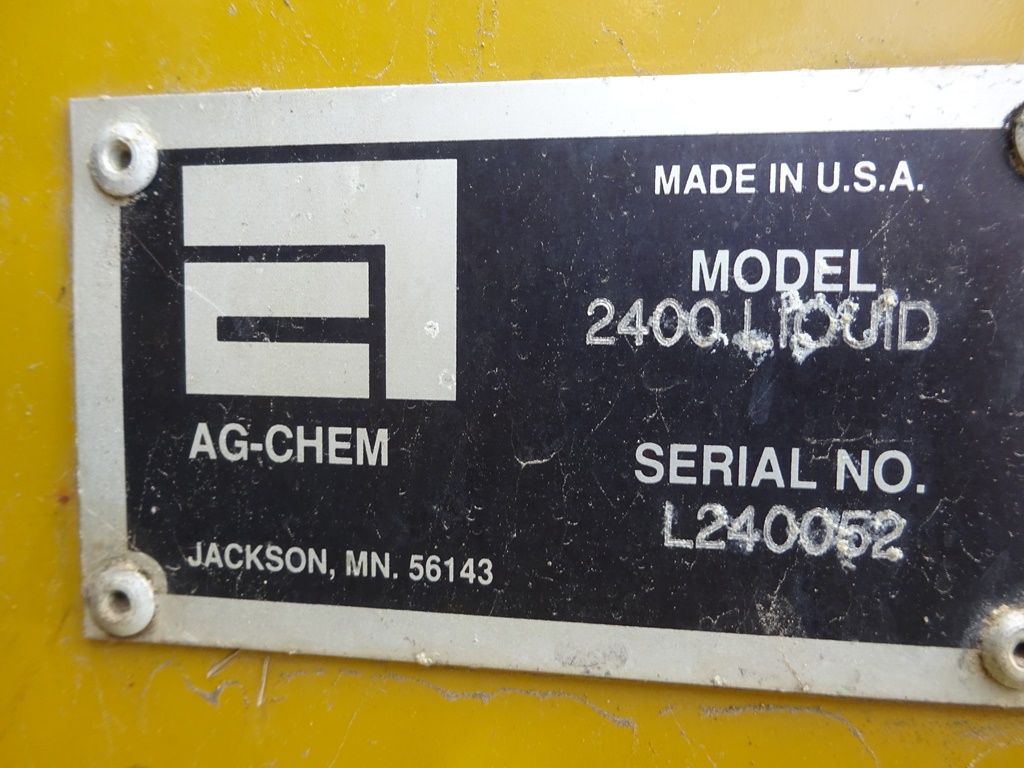 MADE IN U.S.A.
MODEL
2400 LIQUID
AG-CHEM
SERIAL NO.
L240052
JACKSON, MN. 56143